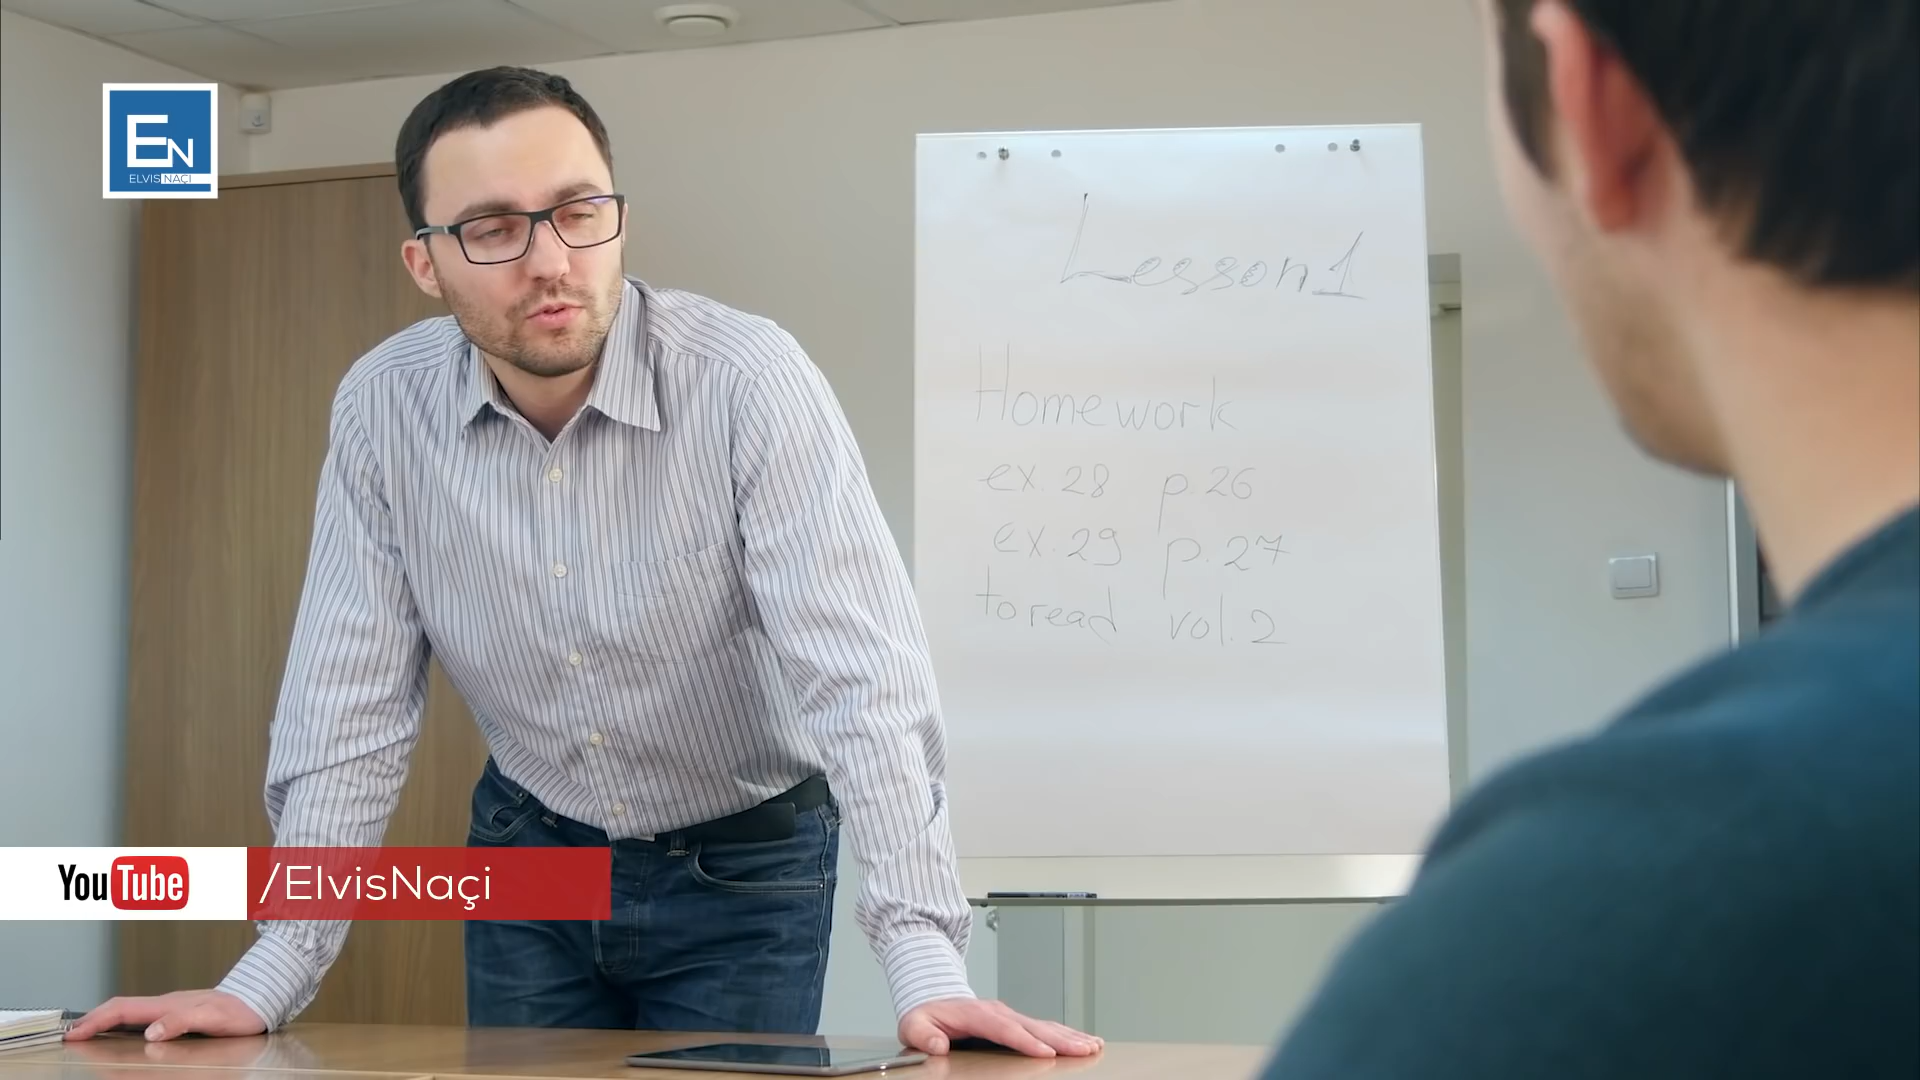 EN
ELVIS NAÇI
Lesson 1
Homework
ex. 28 p. 26
ex. 29 p. 27
to read vol. 2
YouTube /ElvisNaçi